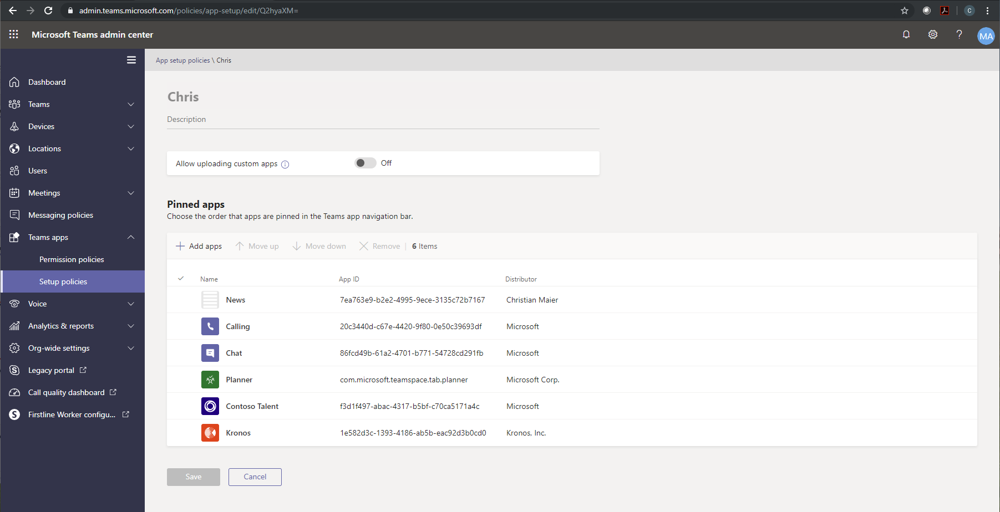 admin.teams.microsoft.com/policies/app-setup/edit/Q2hyaXM=
C
Microsoft Teams admin center
MA
App setup policies \ Chris
Dashboard
Teams
Devices
Locations
Users
Meetings
Messaging policies
Teams apps
Permission policies
Setup policies
Voice
Analytics & reports
Org-wide settings
Legacy portal
Call quality dashboard
Firstline Worker configu...
Chris
Description
Allow uploading custom apps
Off
Pinned apps
Choose the order that apps are pinned in the Teams app navigation bar.
Add apps Move up Move down Remove | 6 Items
Name App ID Distributor
News 7ea763e9-b2e2-4995-9ece-3135c72b7167 Christian Maier
Calling 20c3440d-c67e-4420-9f80-0e50c39693df Microsoft
Chat 86fcd49b-61a2-4701-b771-54728cd291fb Microsoft
Planner com.microsoft.teamspace.tab.planner Microsoft Corp.
Contoso Talent f3d1f497-abac-4317-b5bf-c70ca5171a4c Microsoft
Kronos 1e582d3c-1393-4186-ab5b-eac92d3b0cd0 Kronos, Inc.
Save Cancel